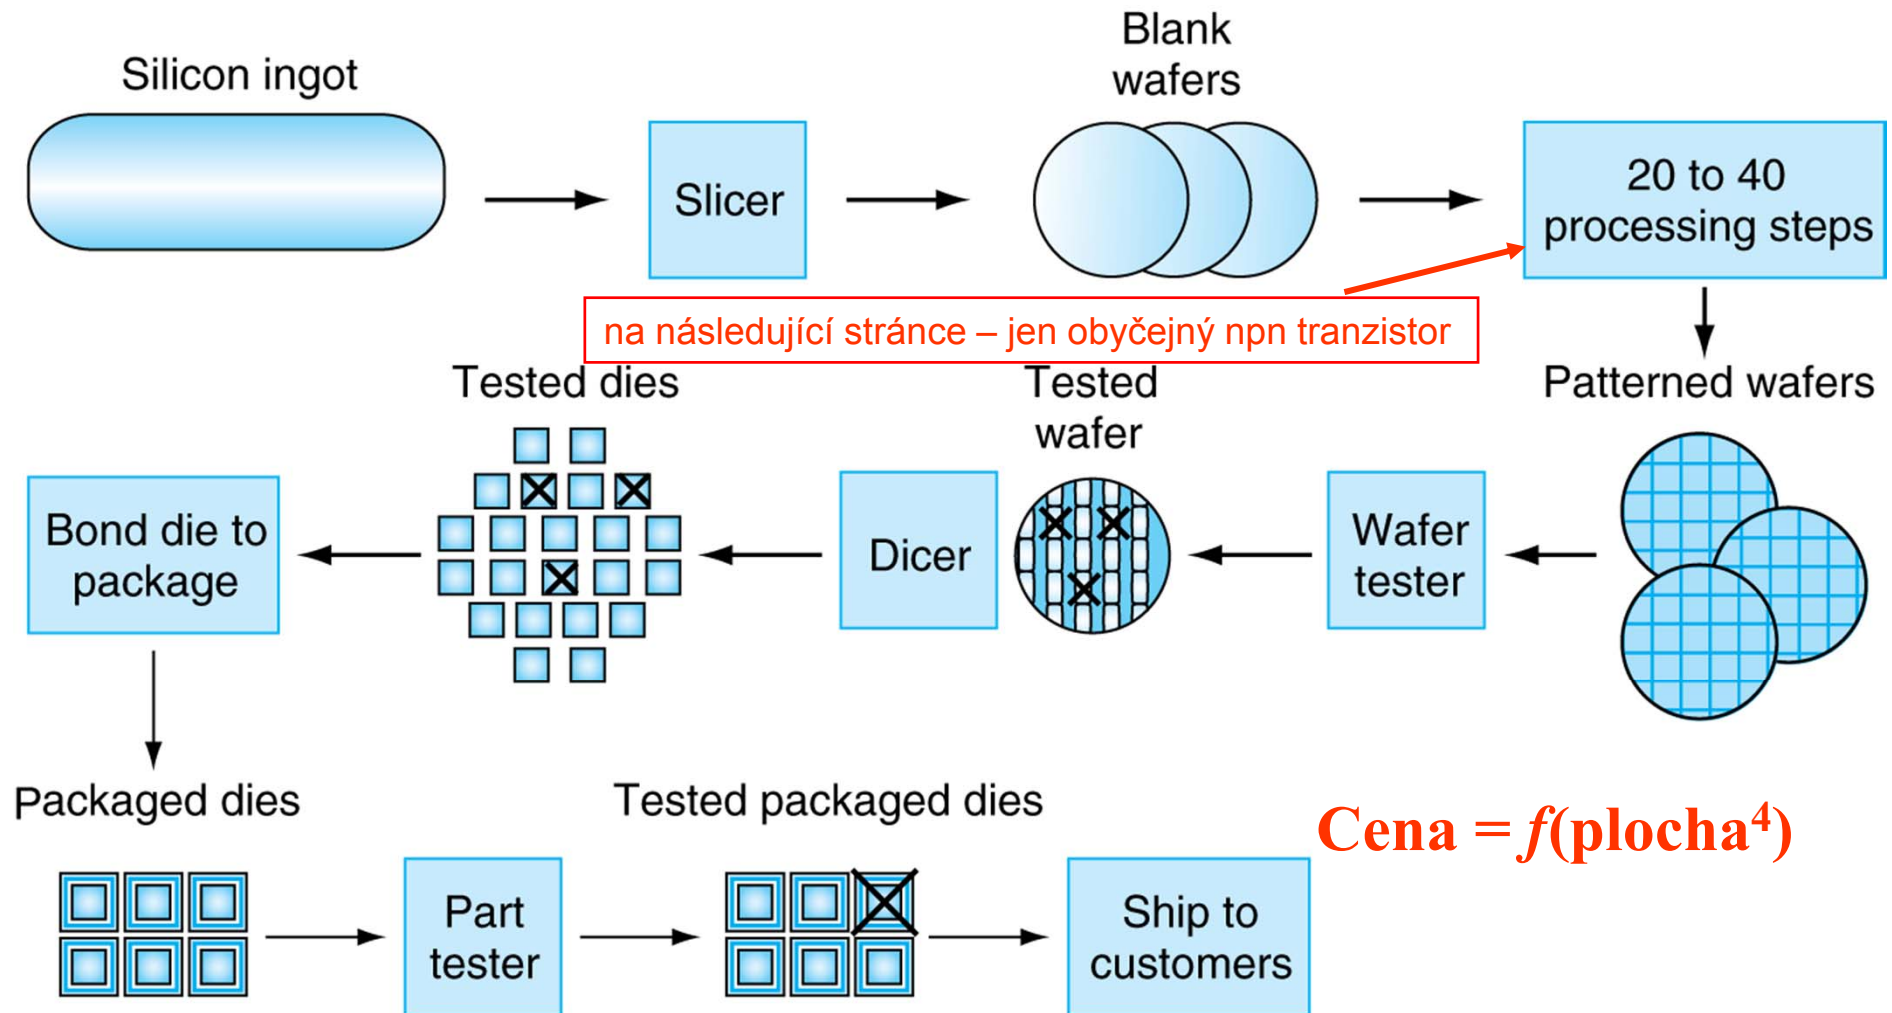 Silicon ingot
Slicer
Blank
wafers
20 to 40
processing steps
na následující stránce – jen obyčejný npn tranzistor
Tested dies
Tested
wafer
Patterned wafers
Bond die to
package
Dicer
Wafer
tester
Packaged dies
Tested packaged dies
Cena = f(plocha⁴)
Part
tester
Ship to
customers